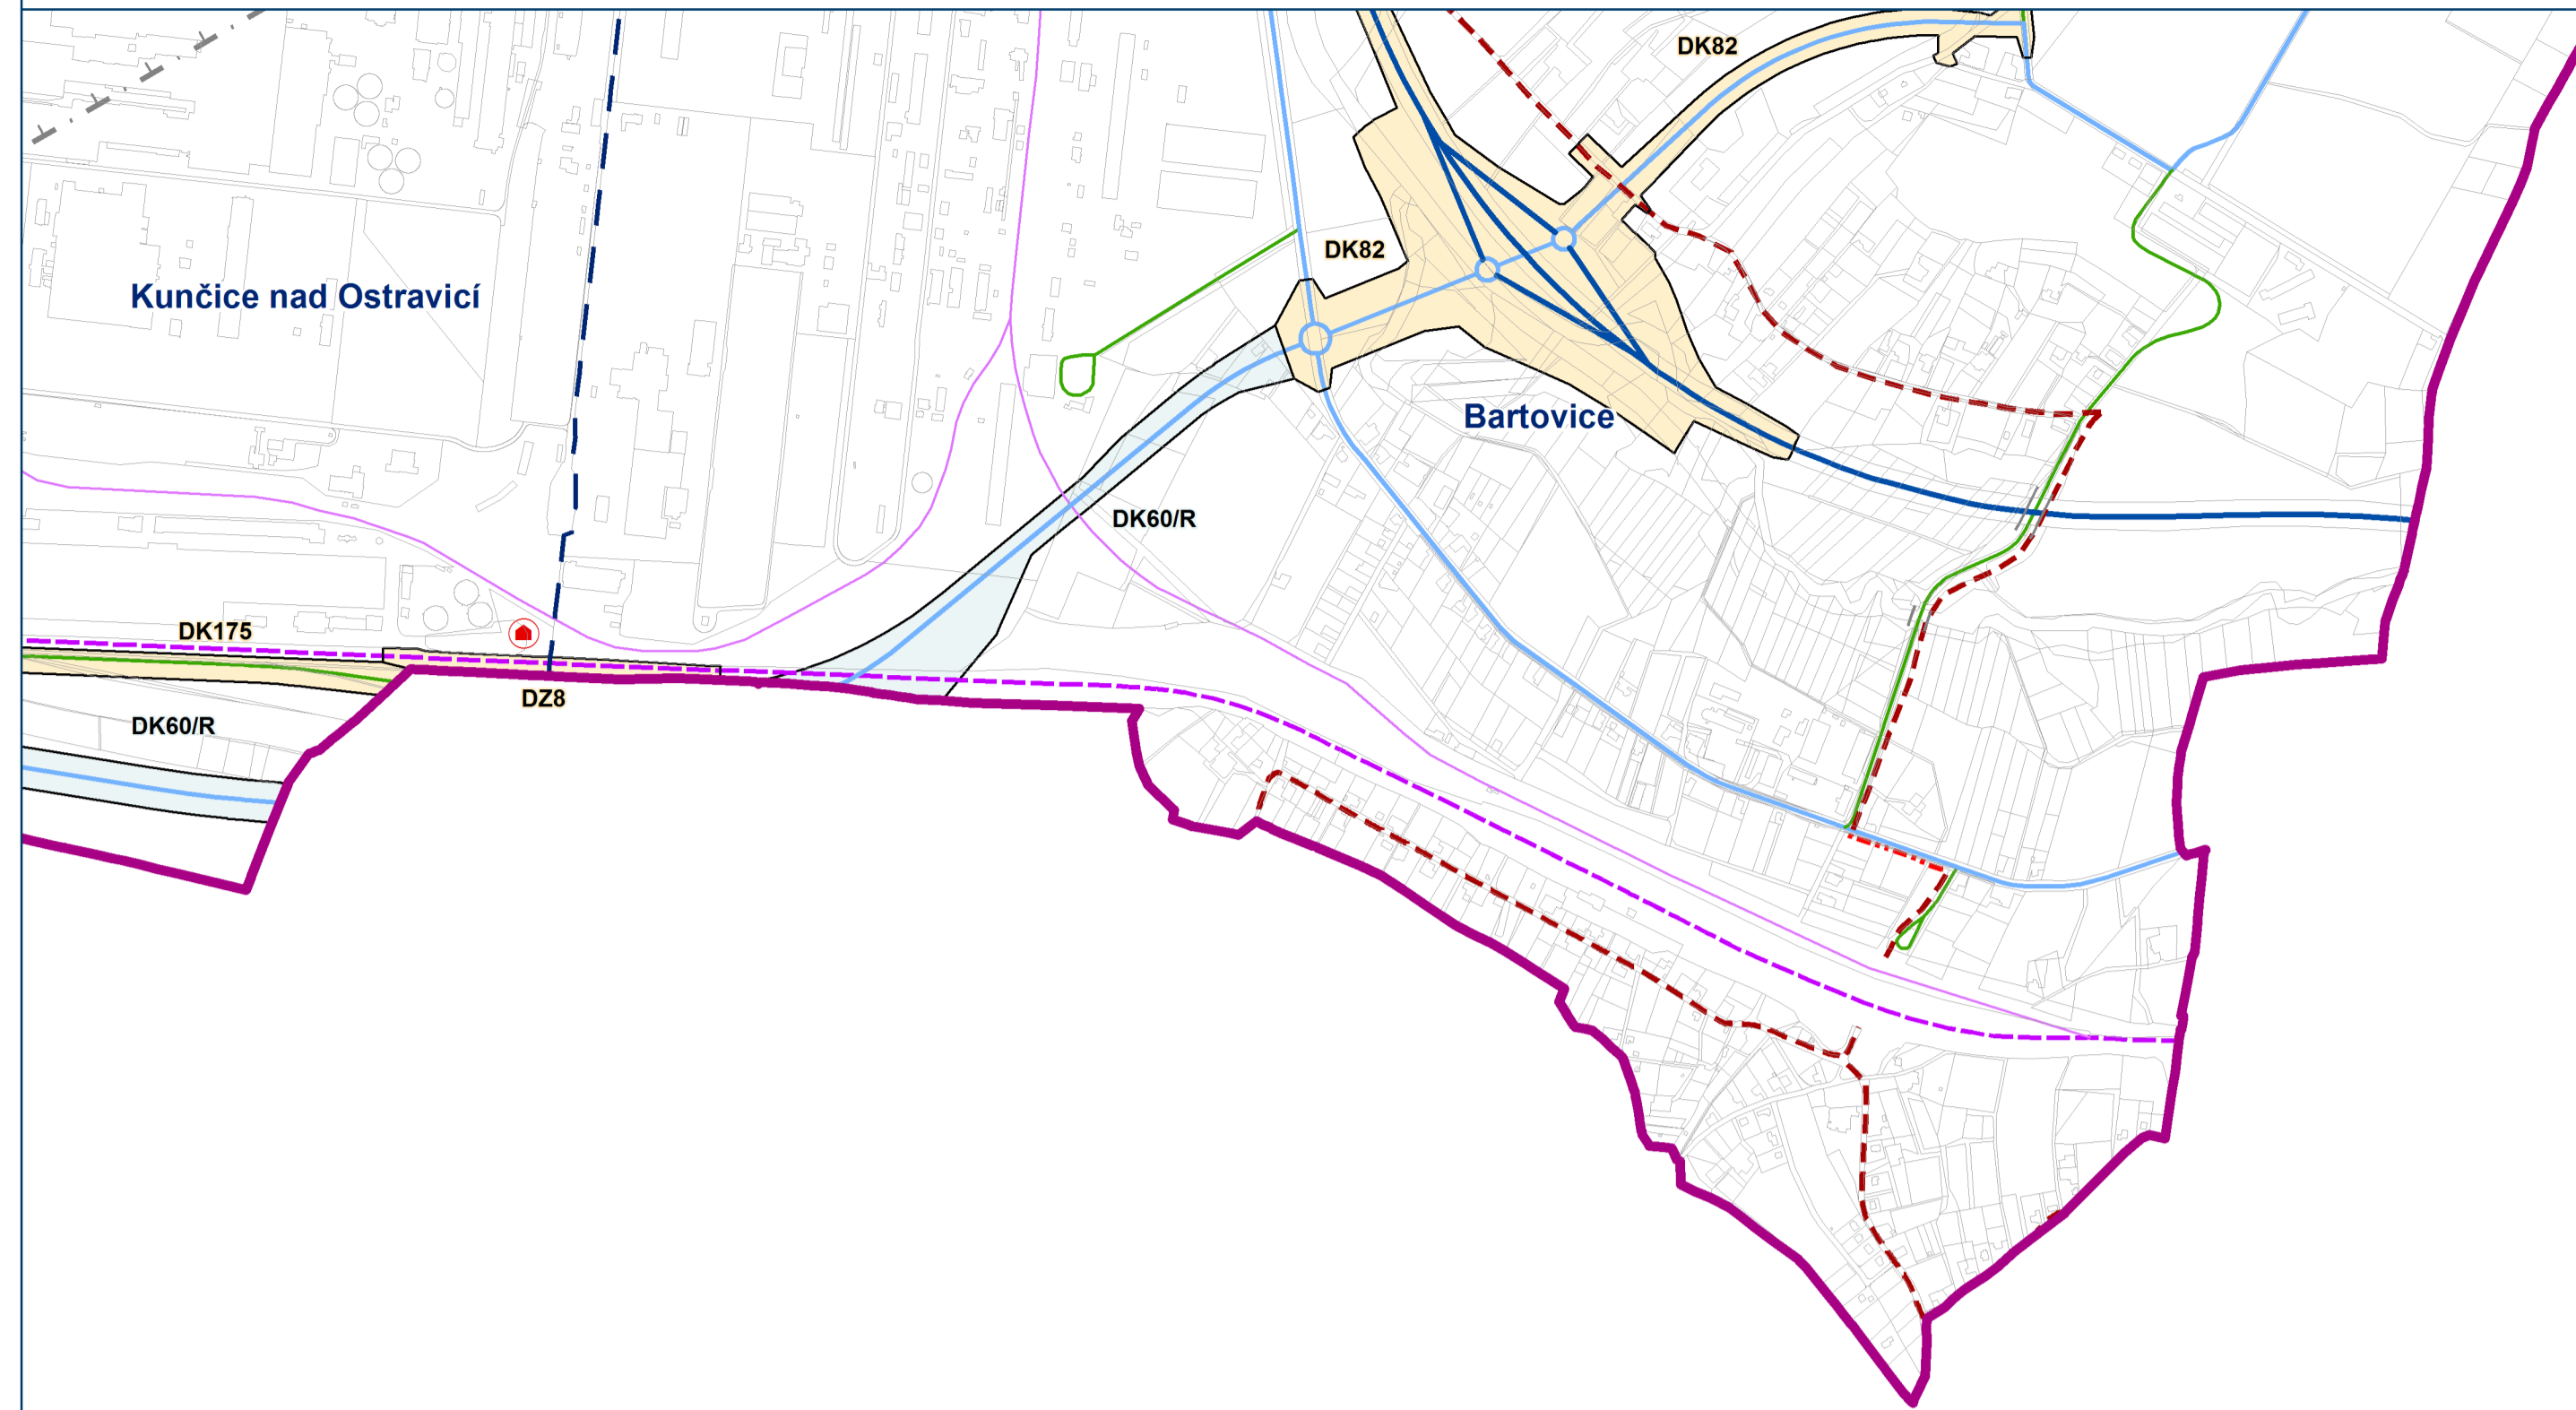 DK82
DK82
Kunčice nad Ostravicí
Bartovice
DK60/R
DK175
DZ8
DK60/R